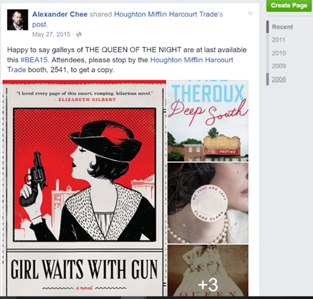 Create Page
Alexander Chee shared Houghton Mifflin Harcourt Trade's
post.
May 27, 2015
Happy to say galleys of THE QUEEN OF THE NIGHT are at last available
this #BEA15. Attendees, please stop by the Houghton Mifflin Harcourt
Trade booth, 2541, to get a copy.
Recent
2011
2010
2009
2008
"I loved every page of this smart, romping, hilarious novel."
- ELIZABETH GILBERT
GIRL WAITS WITH GUN
a novel
THEROUX
Deep South
+3
QUEEN